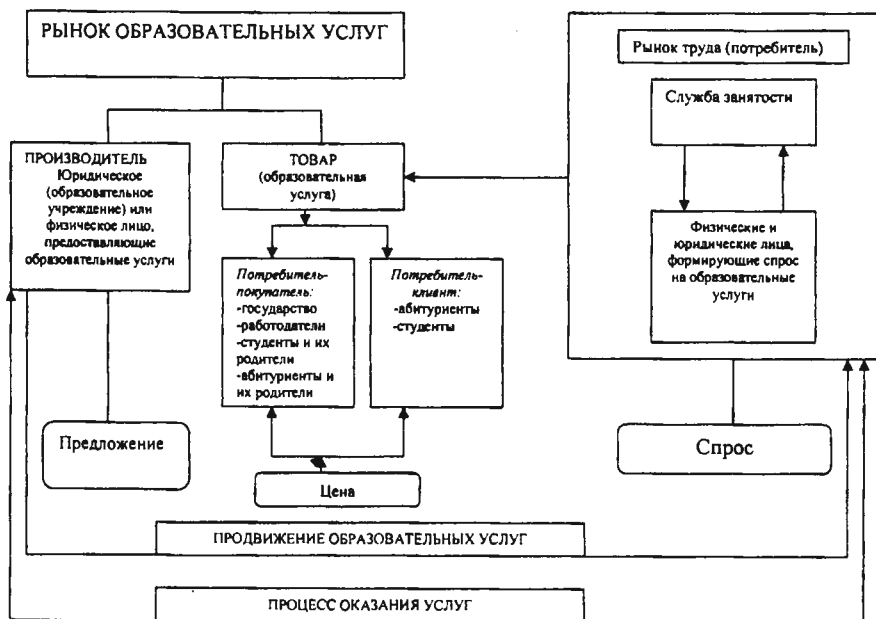 РЫНОК ОБРАЗОВАТЕЛЬНЫХ УСЛУГ
Рынок труда (потребитель)
Служба занятости
ПРОИЗВОДИТЕЛЬ
Юридическое
(образовательное
учреждение) или
физическое лицо,
предоставляющие
образовательные услуги
ТОВАР
(образовательная
услуга)
Физические и
юридические лица,
формирующие спрос
на образовательные
услуги
Потребитель-
покупатель:
-государство
-работодатели
-студенты и их
родители
-абитуриенты и
их родители
Потребитель-
клиент:
-абитуриенты
-студенты
Предложение
Цена
Спрос
ПРОДВИЖЕНИЕ ОБРАЗОВАТЕЛЬНЫХ УСЛУГ
ПРОЦЕСС ОКАЗАНИЯ УСЛУГ